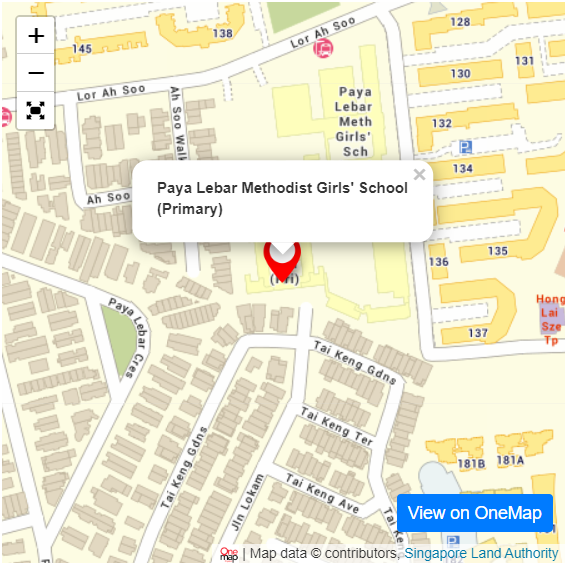 +
−
145
138
Lor Ah Soo
128
131
130
Lor Ah Soo
Ah Soo Walk
Paya
Lebar
Meth
Girls'
Sch
132
P
134
Ah Soo
×
Paya Lebar Methodist Girls' School
(Primary)
135
136
Paya Lebar Cres
Hong
Lai
Sze
Tp
137
Tai Keng Gdns
Tai Keng Ter
Tai Keng Gdns
181B
181A
Jln Lokam
Tai Keng Ave
Tai Ke
View on OneMap
P
182
One
map | Map data © contributors, Singapore Land Authority